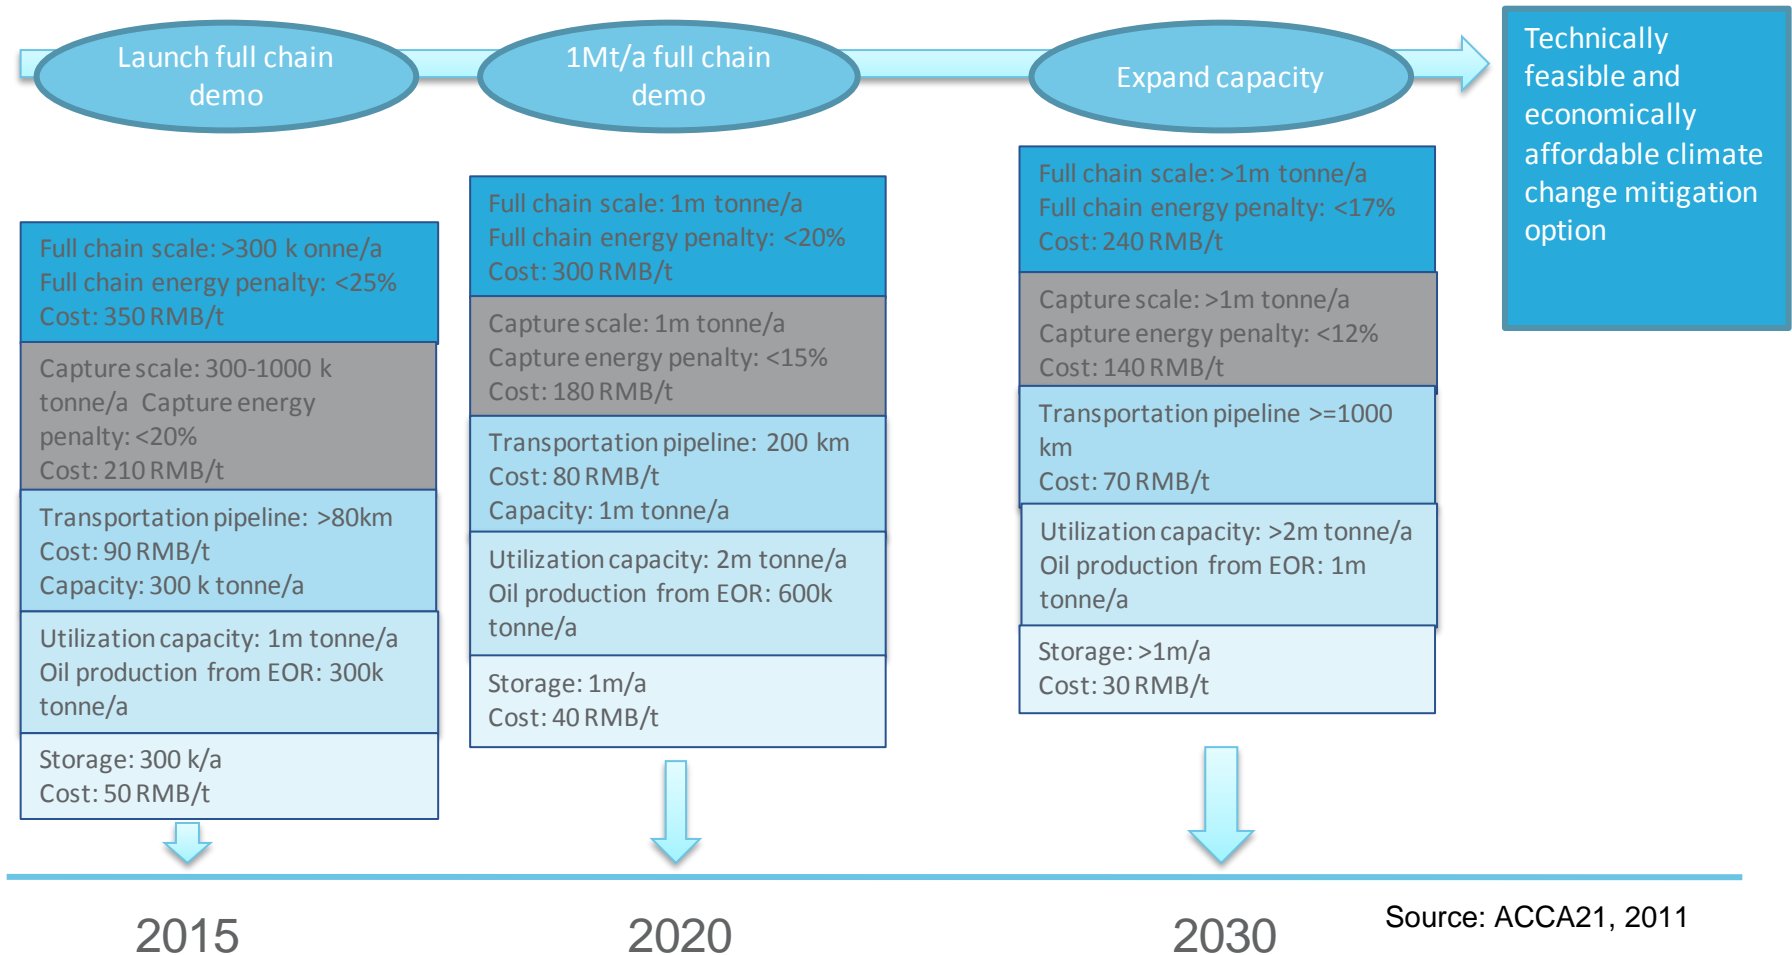 Launch full chain
demo
1Mt/a full chain
demo
Expand capacity
Technically
feasible and
economically
affordable climate
change mitigation
option
Full chain scale: >300 k onne/a
Full chain energy penalty: <25%
Cost: 350 RMB/t
Capture scale: 300-1000 k
tonne/a Capture energy
penalty: <20%
Cost: 210 RMB/t
Transportation pipeline: >80km
Cost: 90 RMB/t
Capacity: 300 k tonne/a
Utilization capacity: 1m tonne/a
Oil production from EOR: 300k
tonne/a
Storage: 300 k/a
Cost: 50 RMB/t
Full chain scale: 1m tonne/a
Full chain energy penalty: <20%
Cost: 300 RMB/t
Capture scale: 1m tonne/a
Capture energy penalty: <15%
Cost: 180 RMB/t
Transportation pipeline: 200 km
Cost: 80 RMB/t
Capacity: 1m tonne/a
Utilization capacity: 2m tonne/a
Oil production from EOR: 600k
tonne/a
Storage: 1m/a
Cost: 40 RMB/t
Full chain scale: >1m tonne/a
Full chain energy penalty: <17%
Cost: 240 RMB/t
Capture scale: >1m tonne/a
Capture energy penalty: <12%
Cost: 140 RMB/t
Transportation pipeline >=1000
km
Cost: 70 RMB/t
Utilization capacity: >2m tonne/a
Oil production from EOR: 1m
tonne/a
Storage: >1m/a
Cost: 30 RMB/t
2015
2020
2030
Source: ACCA21, 2011